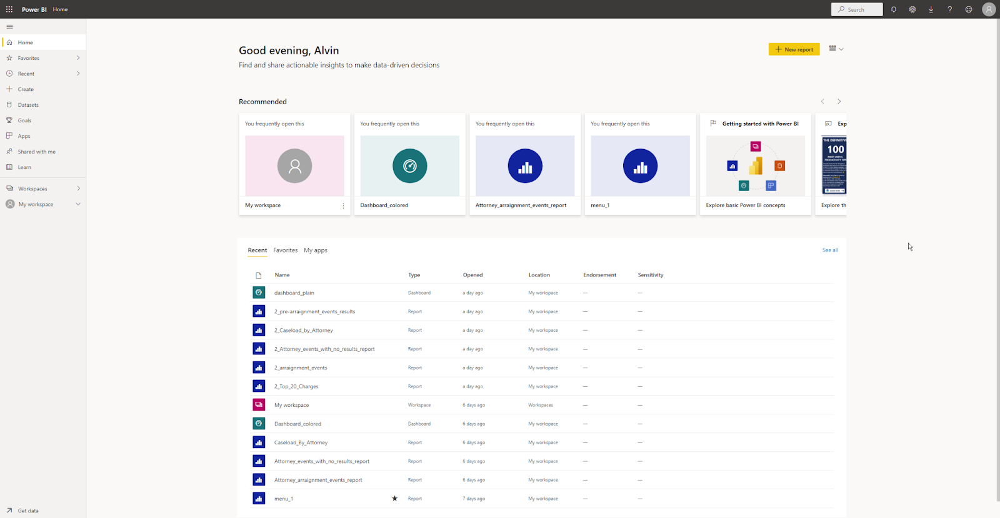 Power BI Home
Search
Home
Favorites
Recent
Create
Datasets
Goals
Apps
Shared with me
Learn
Workspaces
My workspace
Get data
Good evening, Alvin
New report
Find and share actionable insights to make data-driven decisions
Recommended
You frequently open this
My workspace
You frequently open this
Dashboard_colored
You frequently open this
Attorney_arraignment_events_report
You frequently open this
menu_1
Getting started with Power BI
Explore basic Power BI concepts
Exp
THE DEFINITIVE
100
MOST USEFUL
Explore th
Recent Favorites My apps See all
Name Type Opened Location Endorsement Sensitivity
dashboard_plain Dashboard a day ago My workspace — —
2_pre-arraignment_events_results Report a day ago My workspace — —
2_Caseload_by_Attorney Report a day ago My workspace — —
2_Attorney_events_with_no_results_report Report a day ago My workspace — —
2_arraignment_events Report a day ago My workspace — —
2_Top_20_Charges Report a day ago My workspace — —
My workspace Workspace 6 days ago Workspaces — —
Dashboard_colored Dashboard 6 days ago My workspace — —
Caseload_By_Attorney Report 6 days ago My workspace — —
Attorney_events_with_no_results_report Report 6 days ago My workspace — —
Attorney_arraignment_events_report Report 6 days ago My workspace — —
menu_1 ★ Report 7 days ago My workspace — —